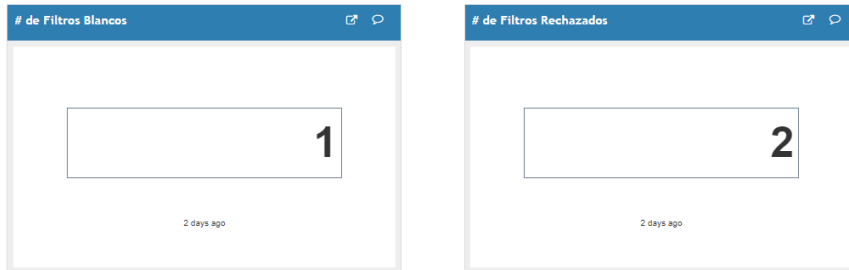 # de Filtros Blancos
1
2 days ago
# de Filtros Rechazados
2
2 days ago